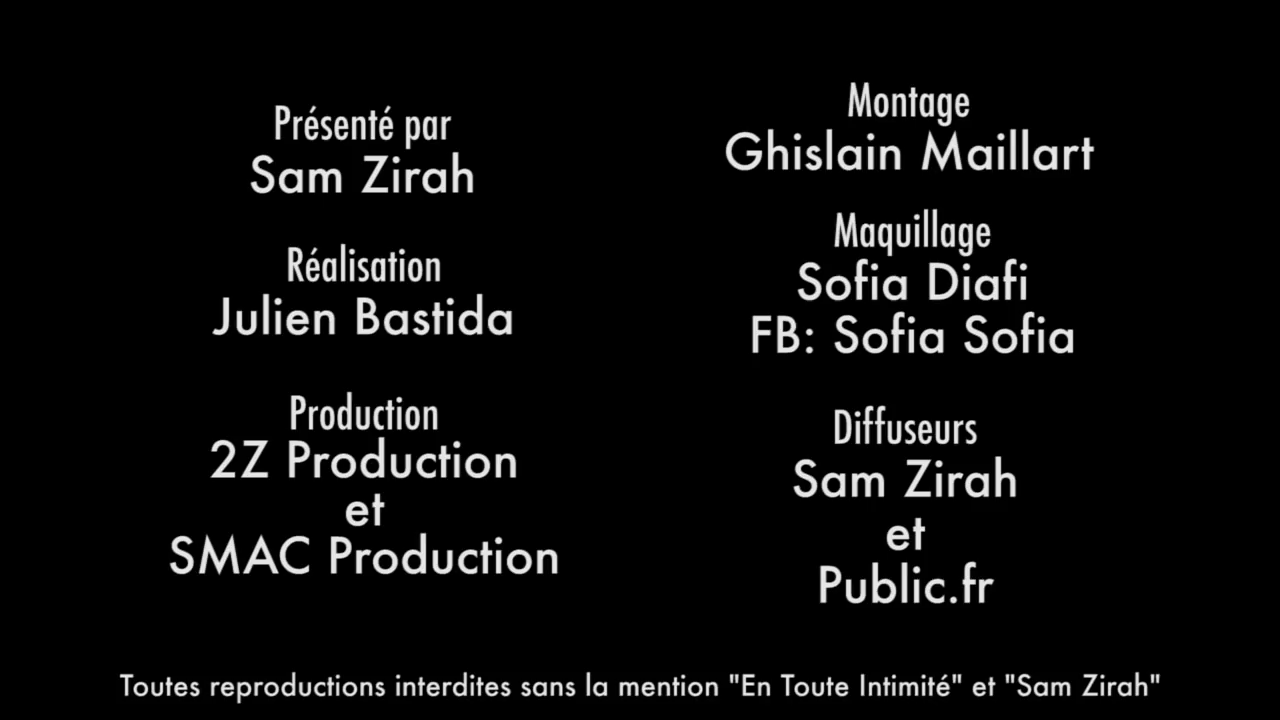 Présenté par
Sam Zirah
Réalisation
Julien Bastida
Production
2Z Production
et
SMAC Production
Montage
Ghislain Maillart
Maquillage
Sofia Diafi
FB: Sofia Sofia
Diffuseurs
Sam Zirah
et
Public.fr
Toutes reproductions interdites sans la mention "En Toute Intimité" et "Sam Zirah"